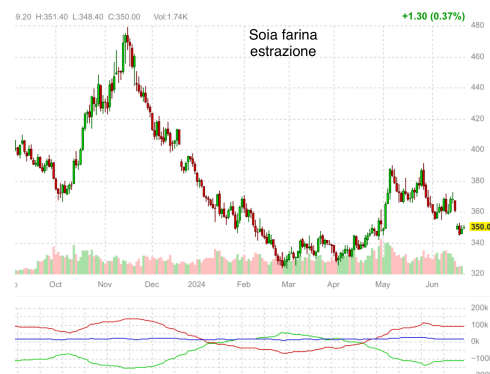 9.20 H:351.40 L:348.40 C:350.00 Vol:1.74K +1.30 (0.37%)
Soia farina
estrazione
480
460
440
420
400
380
360
350.0
340
320
Oct Nov Dec 2024 Feb Mar Apr May Jun
200k
100k
0k
-100k